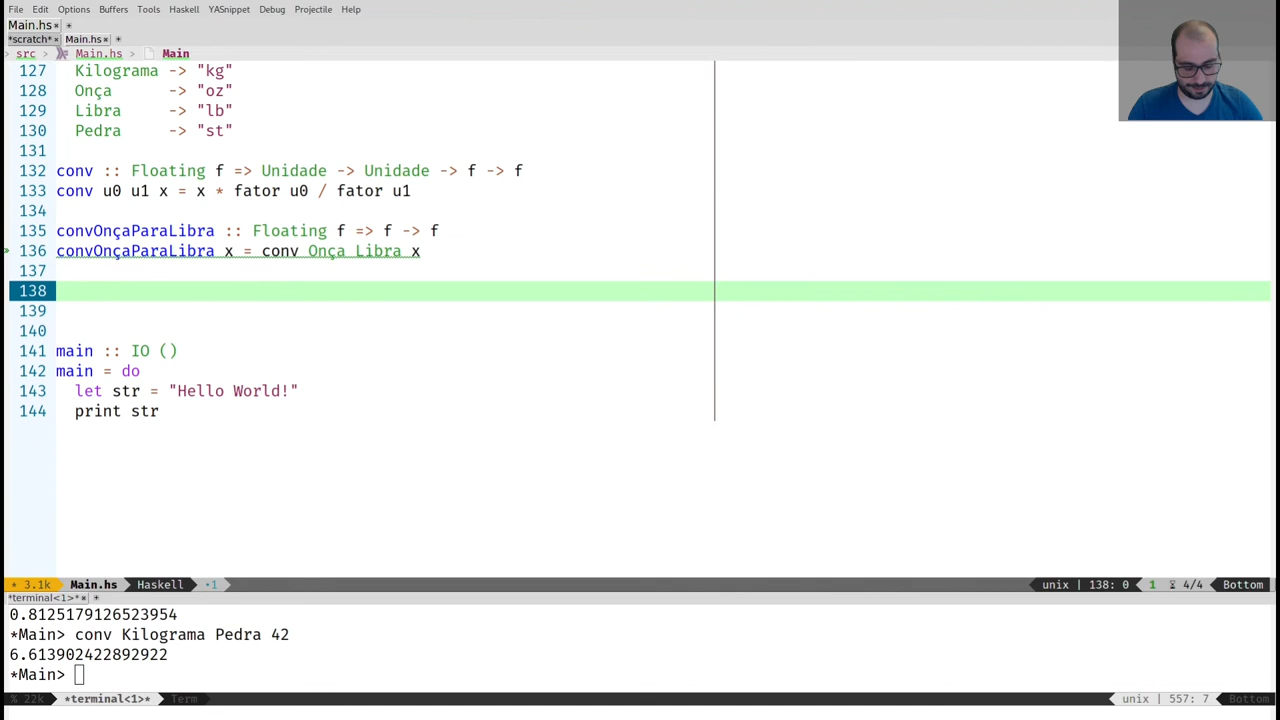 File Edit Options Buffers Tools Haskell YASnippet Debug Projectile Help
Main.hs× +
*scratch*× Main.hs× +
> src > Main.hs > Main
127 Kilograma -> "kg"
128 Onça -> "oz"
129 Libra -> "lb"
130 Pedra -> "st"
131
132 conv :: Floating f => Unidade -> Unidade -> f -> f
133 conv u0 u1 x = x * fator u0 / fator u1
134
135 convOnçaParaLibra :: Floating f => f -> f
136 convOnçaParaLibra x = conv Onça Libra x
137
138
139
140
141 main :: IO ()
142 main = do
143 let str = "Hello World!"
144 print str
* 3.1k Main.hs Haskell •1 unix | 138: 0 1 4/4 Bottom
*terminal<1>*× +
0.8125179126523954
*Main> conv Kilograma Pedra 42
6.613902422892922
*Main>
% 22k *terminal<1>* Term unix | 557: 7 Bottom